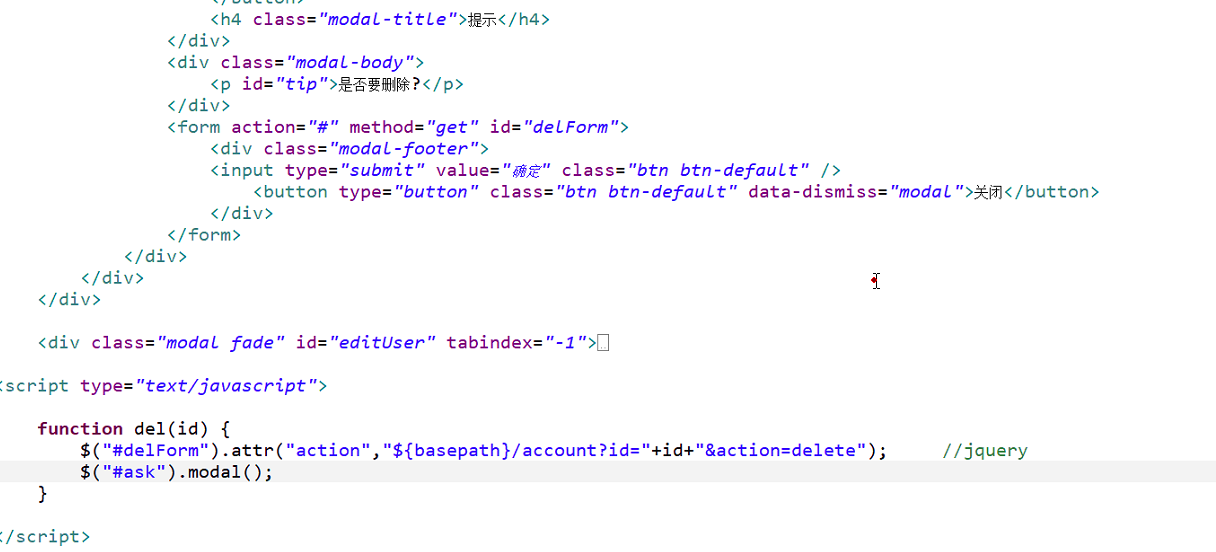 </button>
<h4 class="modal-title">提示</h4>
</div>
<div class="modal-body">
<p id="tip">是否要删除?</p>
</div>
<form action="#" method="get" id="delForm">
<div class="modal-footer">
<input type="submit" value="确定" class="btn btn-default" />
<button type="button" class="btn btn-default" data-dismiss="modal">关闭</button>
</div>
</form>
</div>
</div>
</div>
<div class="modal fade" id="editUser" tabindex="-1">
<script type="text/javascript">
function del(id) {
$("#delForm").attr("action","${basepath}/account?id="+id+"&action=delete"); //jquery
$("#ask").modal();
}
</script>